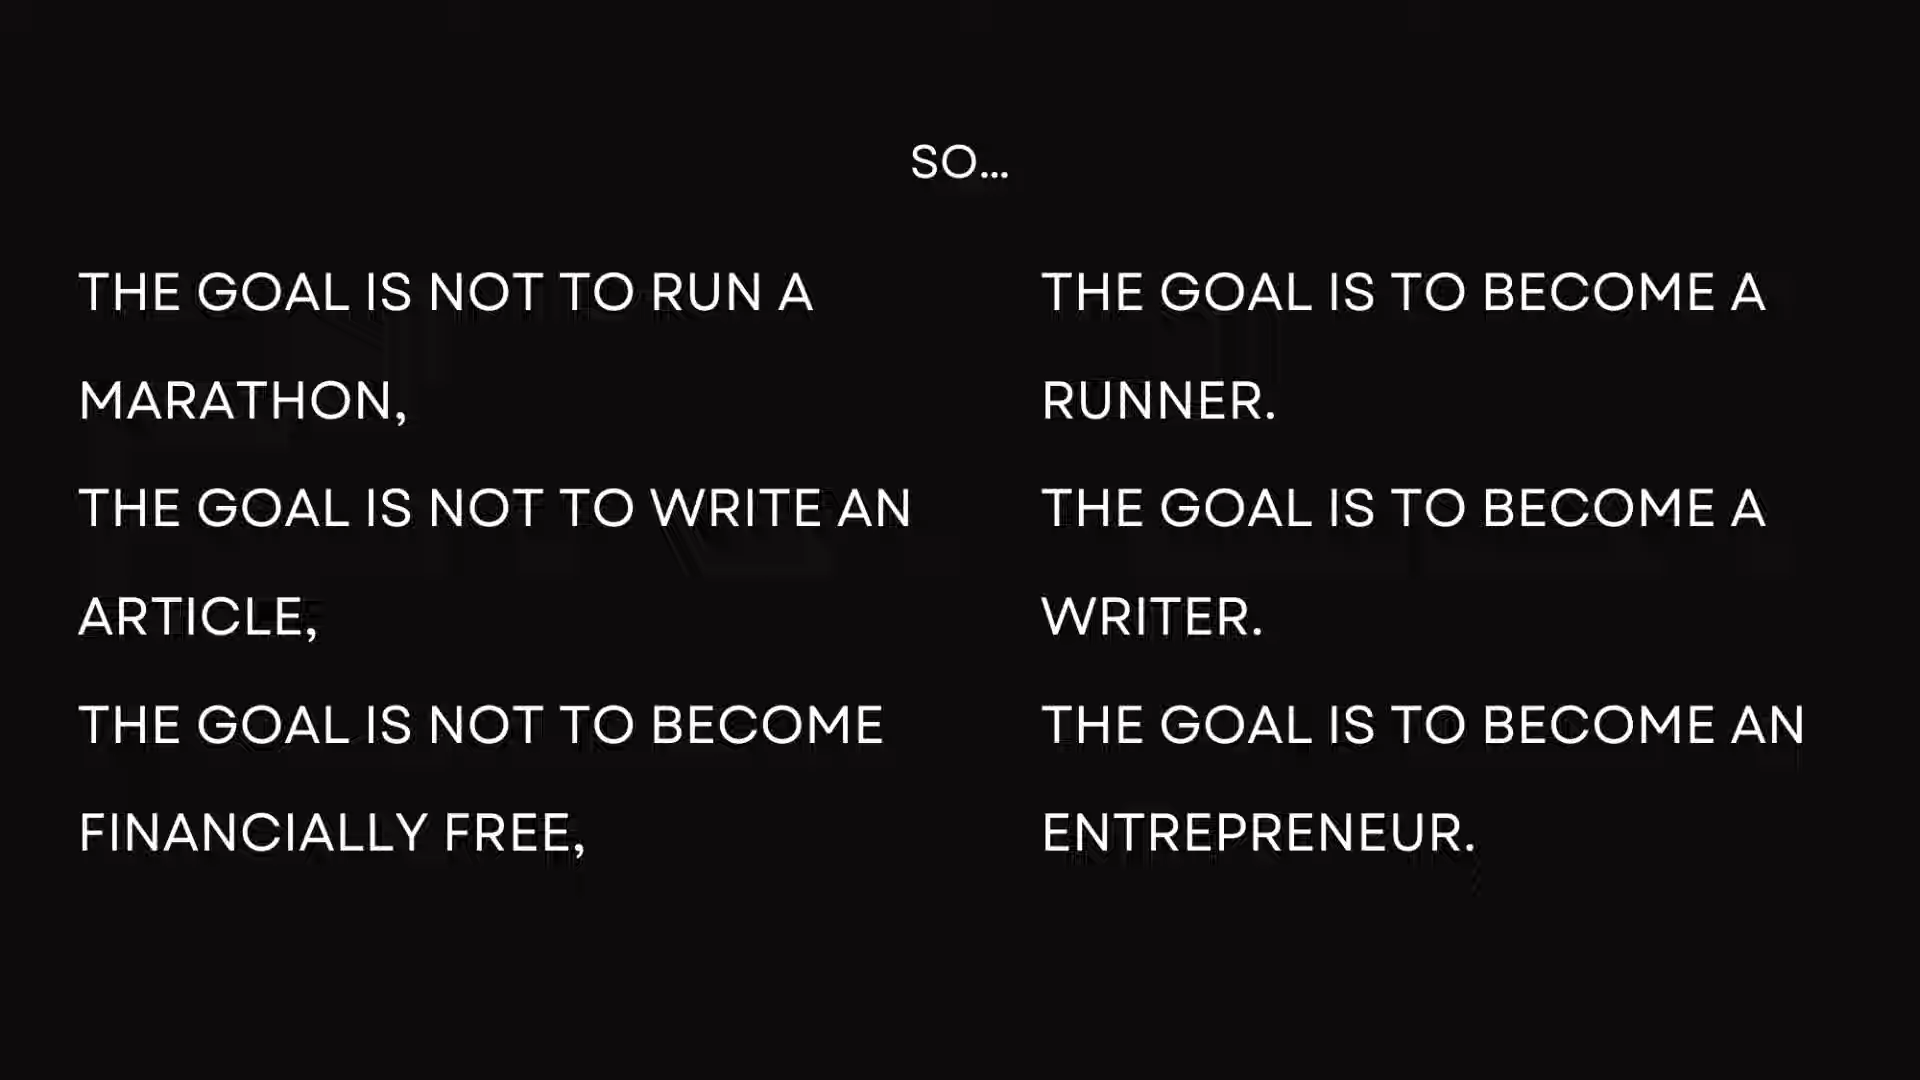 SO...
THE GOAL IS NOT TO RUN A
MARATHON,
THE GOAL IS NOT TO WRITE AN
ARTICLE,
THE GOAL IS NOT TO BECOME
FINANCIALLY FREE,
THE GOAL IS TO BECOME A
RUNNER.
THE GOAL IS TO BECOME A
WRITER.
THE GOAL IS TO BECOME AN
ENTREPRENEUR.